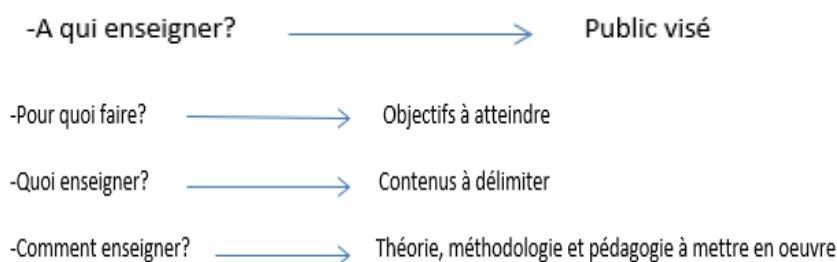 -A qui enseigner? Public visé
-Pour quoi faire? Objectifs à atteindre
-Quoi enseigner? Contenus à délimiter
-Comment enseigner? Théorie, méthodologie et pédagogie à mettre en oeuvre